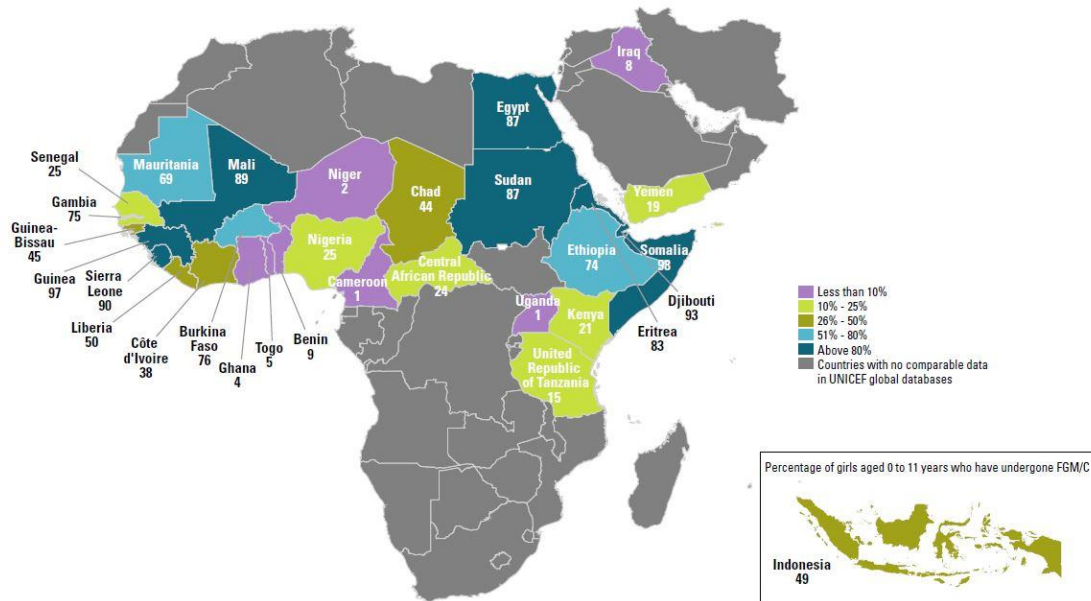 Iraq
8
Egypt
87
Senegal
25
Mauritania
69
Mali
89
Niger
2
Chad
44
Sudan
87
Yemen
19
Gambia
75
Guinea-
Bissau
45
Nigeria
25
Ethiopia
74
Somalia
98
Guinea
97
Sierra
Leone
90
Central
African Republic
24
Cameroon
1
Uganda
1
Kenya
21
Djibouti
93
Eritrea
83
Liberia
50
Côte
d'Ivoire
38
Burkina
Faso
76
Ghana
4
Togo
5
Benin
9
United
Republic
of Tanzania
15
Less than 10%
10% - 25%
26% - 50%
51% - 80%
Above 80%
Countries with no comparable data
in UNICEF global databases
Percentage of girls aged 0 to 11 years who have undergone FGM/C
Indonesia
49